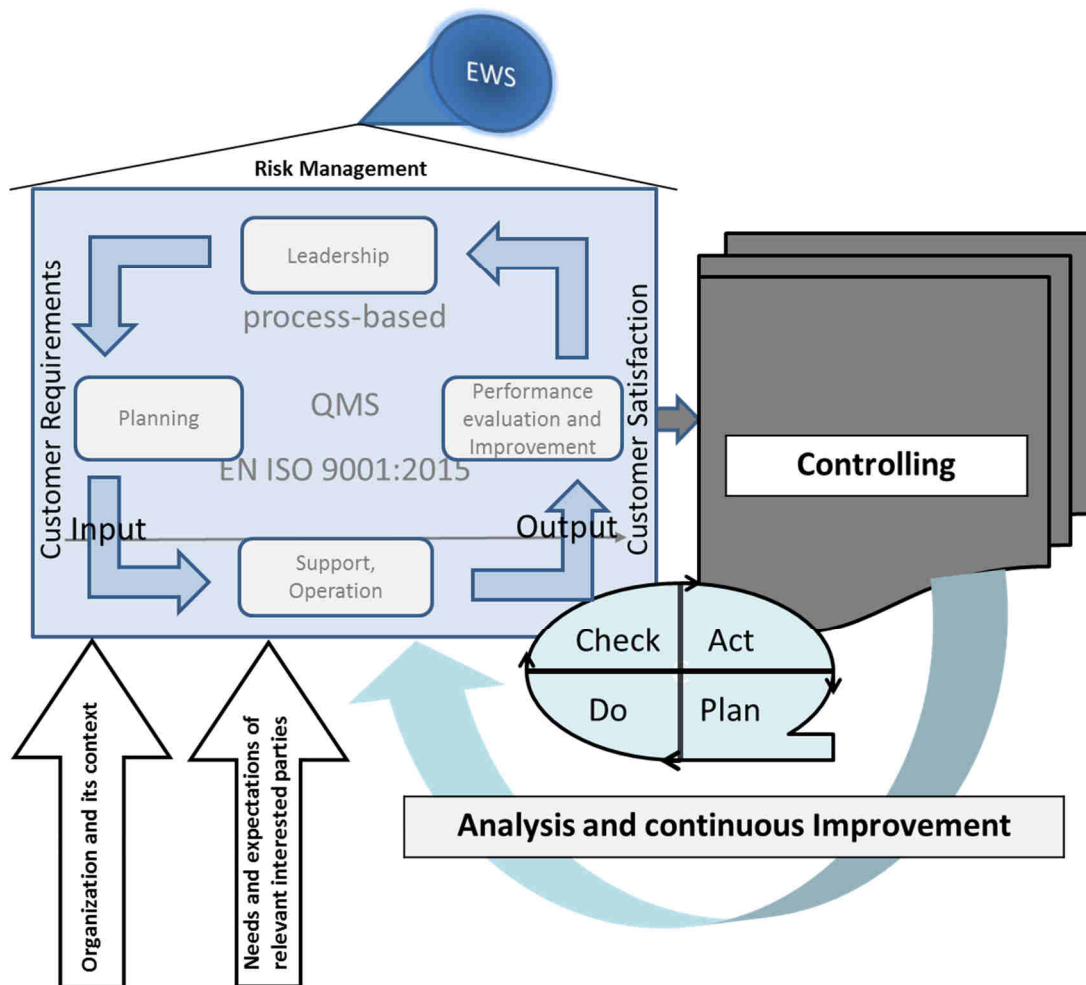 EWS
Risk Management
Leadership
process-based
Customer Requirements
Planning
QMS
Performance
evaluation and
Improvement
Customer Satisfaction
EN ISO 9001:2015
Controlling
Input
Output
Support,
Operation
Check
Act
Do
Plan
Organization and its context
Needs and expectations of
relevant interested parties
Analysis and continuous Improvement